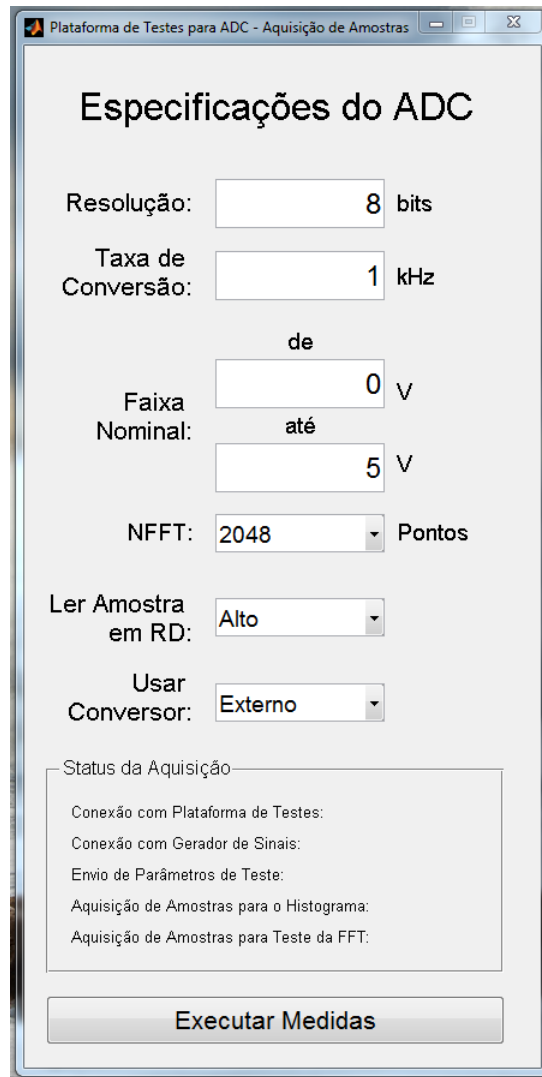 Plataforma de Testes para ADC - Aquisição de Amostras
Especificações do ADC
Resolução: 8 bits
Taxa de
Conversão: 1 kHz
de
0 V
Faixa
Nominal:
até
5 V
NFFT: 2048 Pontos
Ler Amostra
em RD: Alto
Usar
Conversor: Externo
Status da Aquisição
Conexão com Plataforma de Testes:
Conexão com Gerador de Sinais:
Envio de Parâmetros de Teste:
Aquisição de Amostras para o Histograma:
Aquisição de Amostras para Teste da FFT:
Executar Medidas